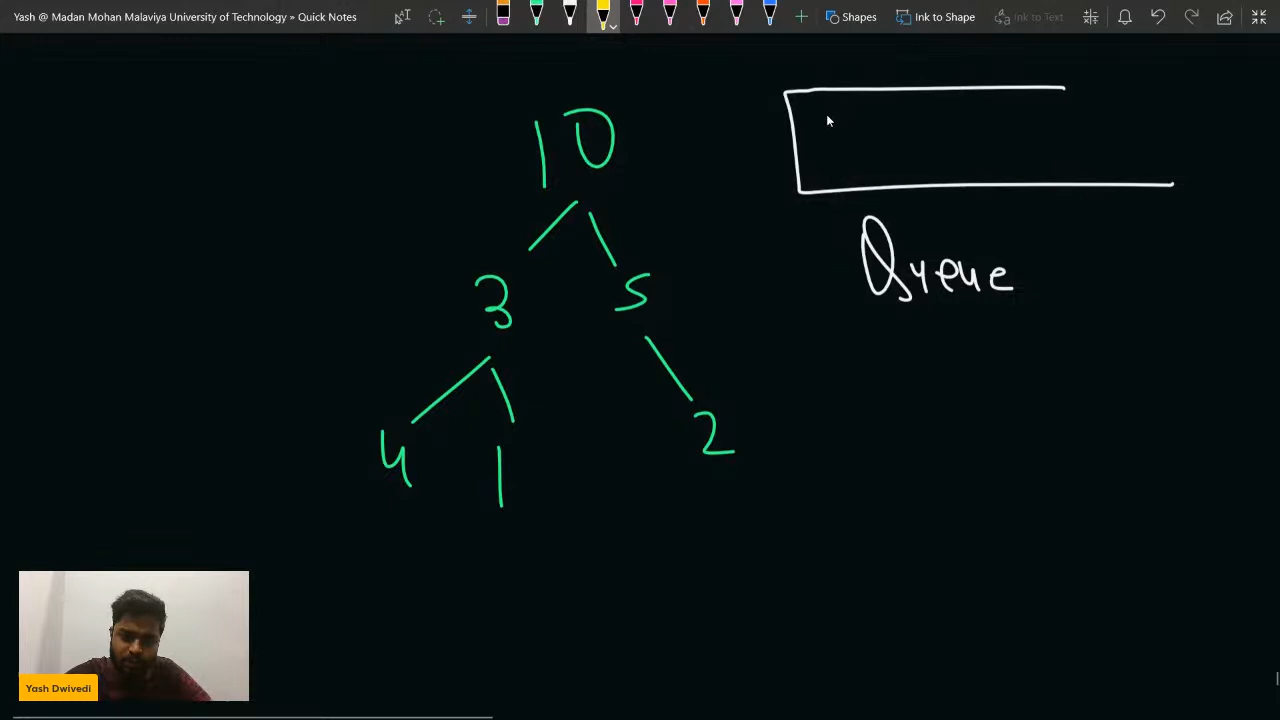 Yash @ Madan Mohan Malaviya University of Technology » Quick Notes
Shapes
Ink to Shape
Ink to Text
10
3 5
4 1 2
Queue
Yash Dwivedi